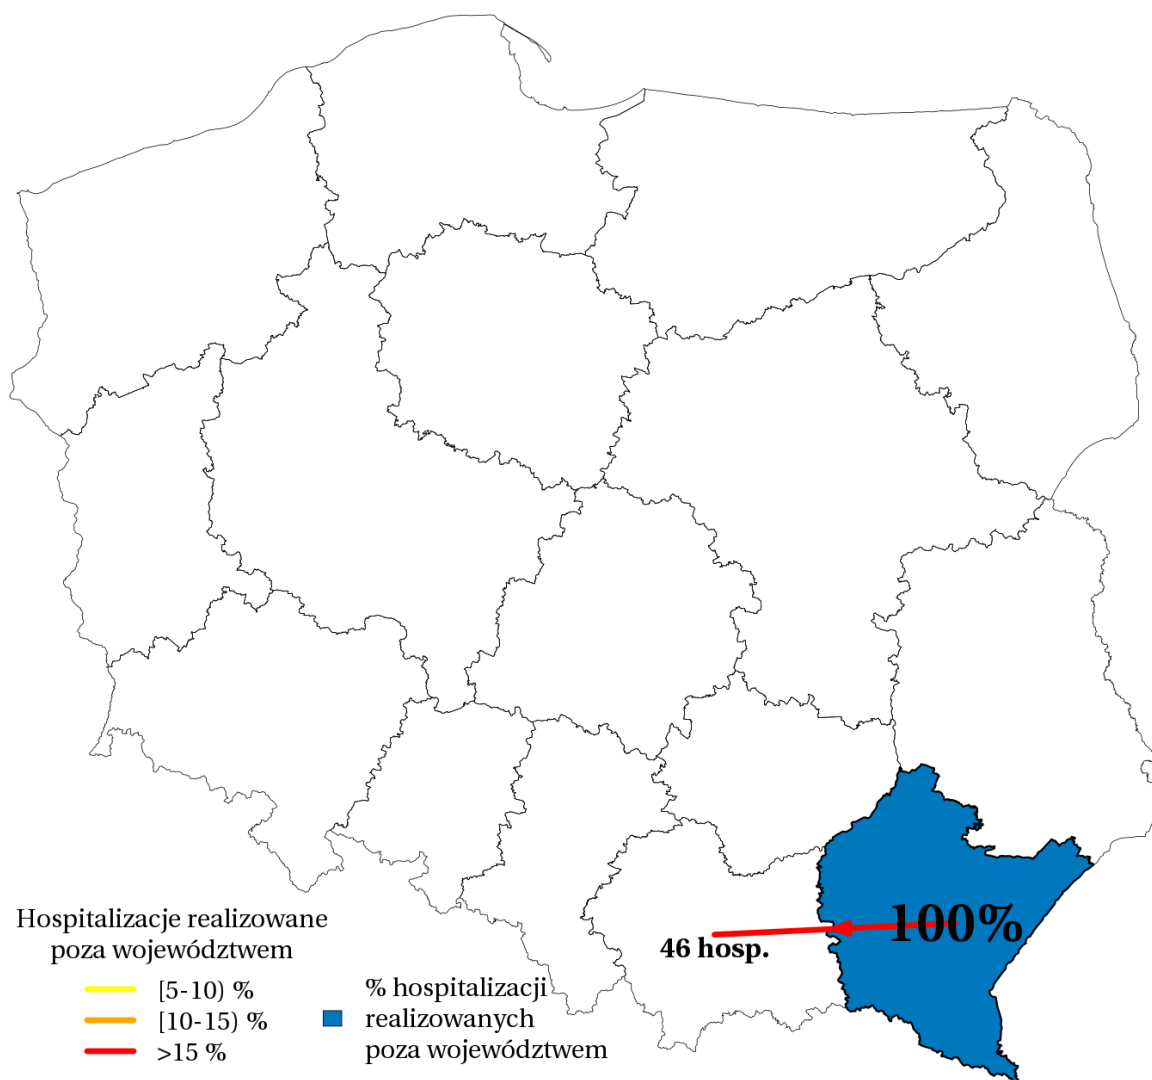 100%
46 hosp.
Hospitalizacje realizowane
poza województwem
[5-10) %
[10-15) %
>15 %
% hospitalizacji
realizowanych
poza województwem